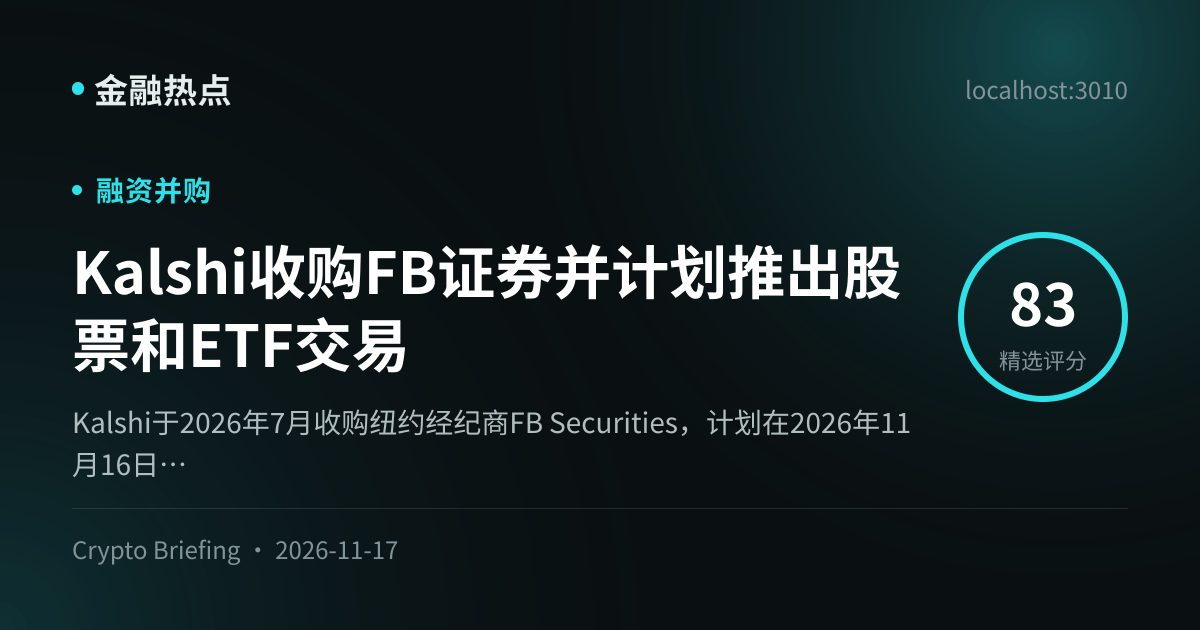 金融热点
localhost:3010
融资并购
Kalshi收购FB证券并计划推出股
票和ETF交易
83
精选评分
Kalshi于2026年7月收购纽约经纪商FB Securities，计划在2026年11
月16日…
Crypto Briefing · 2026-11-17